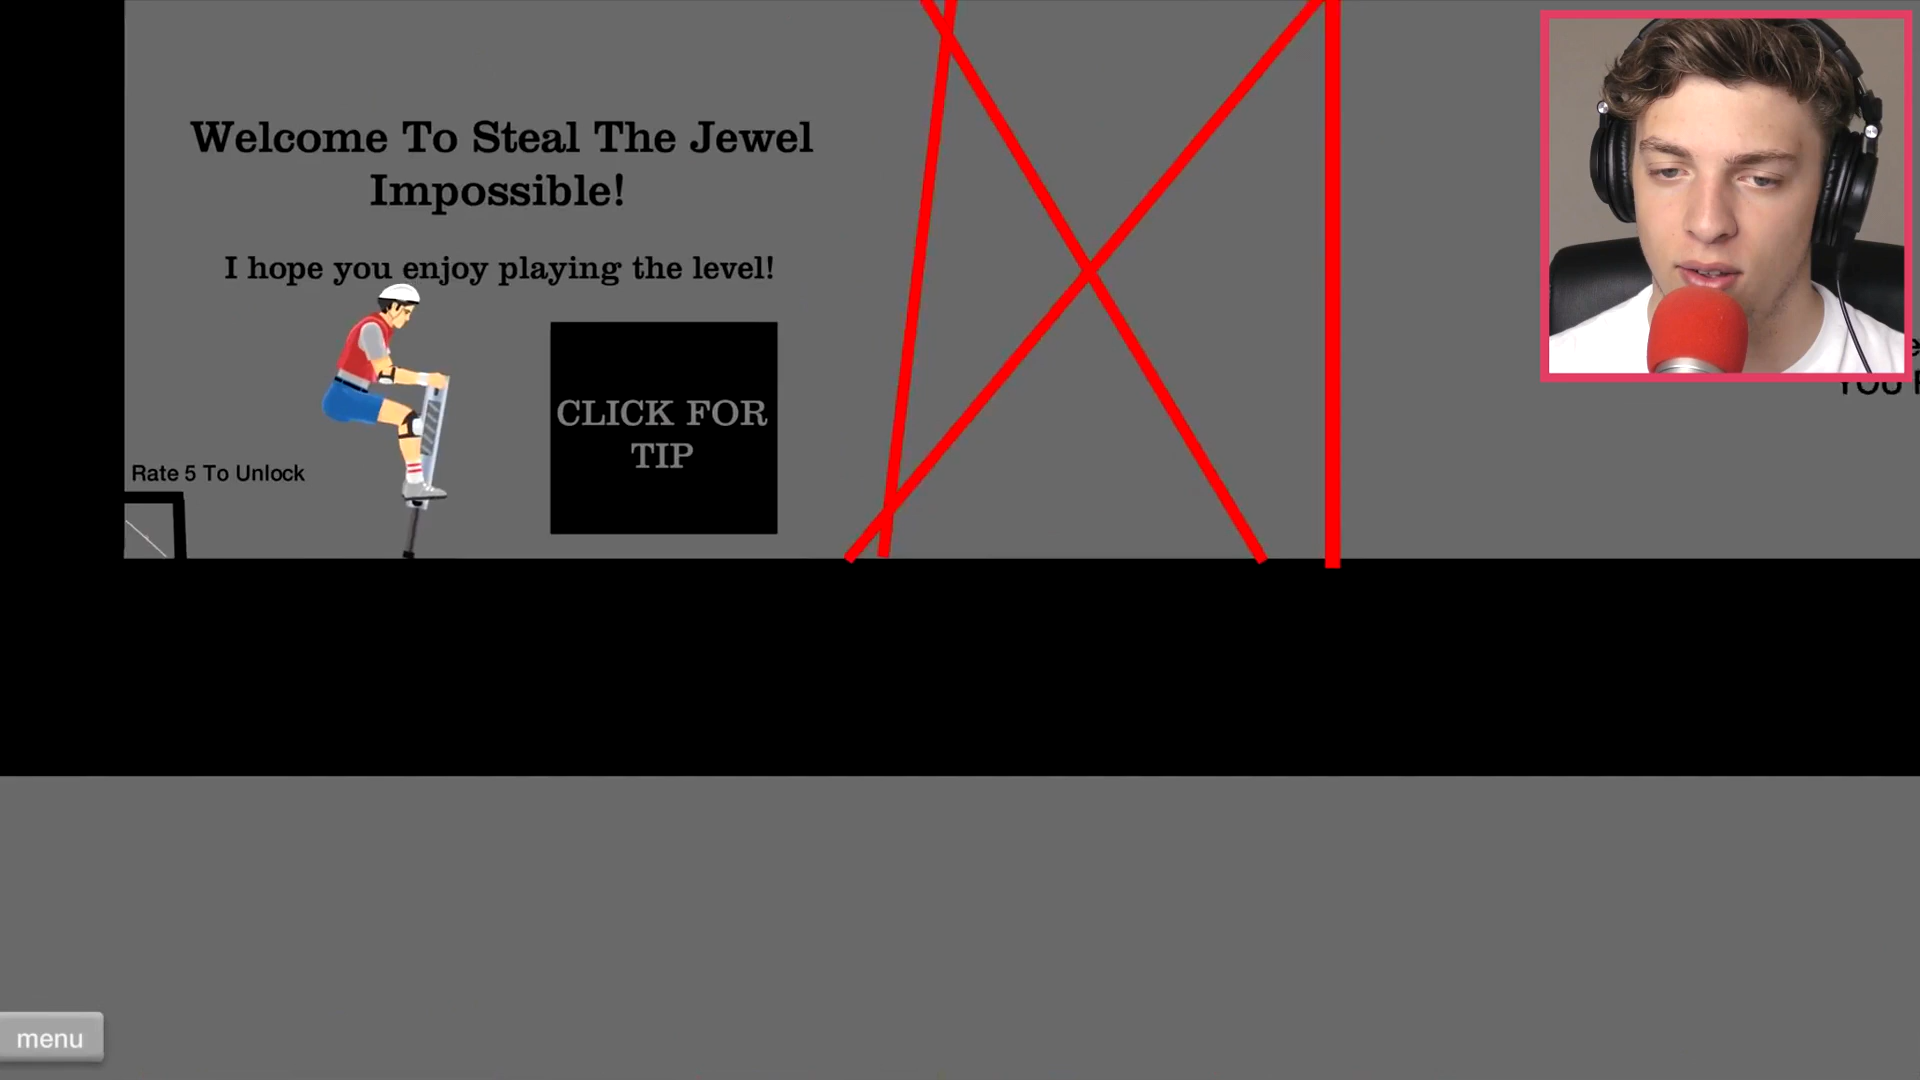 Welcome To Steal The Jewel
Impossible!
I hope you enjoy playing the level!
CLICK FOR
TIP
Rate 5 To Unlock
YOU
menu